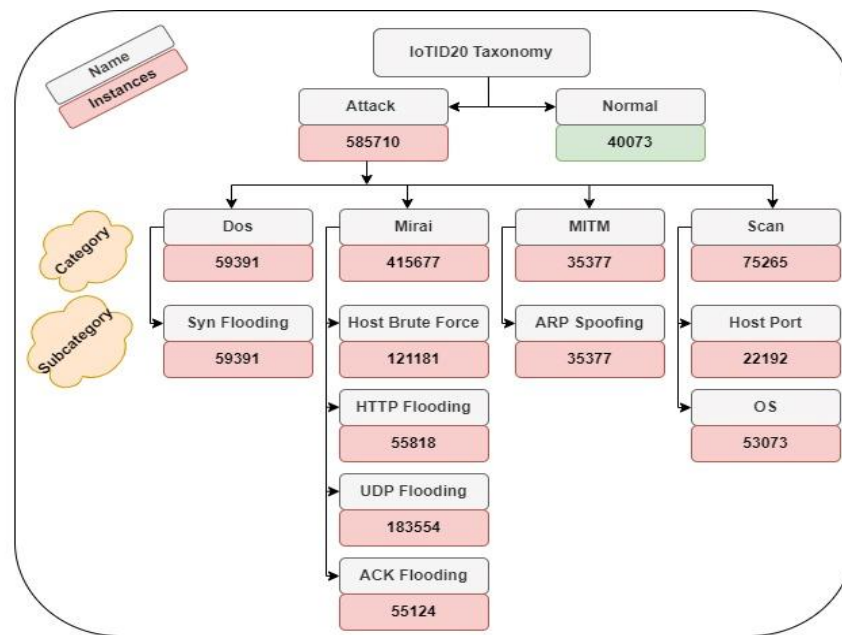 IoTID20 Taxonomy
Name
Instances
Attack
Normal
585710
40073
Category
Dos
Mirai
MITM
Scan
59391
415677
35377
75265
Subcategory
Syn Flooding
Host Brute Force
ARP Spoofing
Host Port
59391
121181
35377
22192
HTTP Flooding
OS
55818
53073
UDP Flooding
183554
ACK Flooding
55124